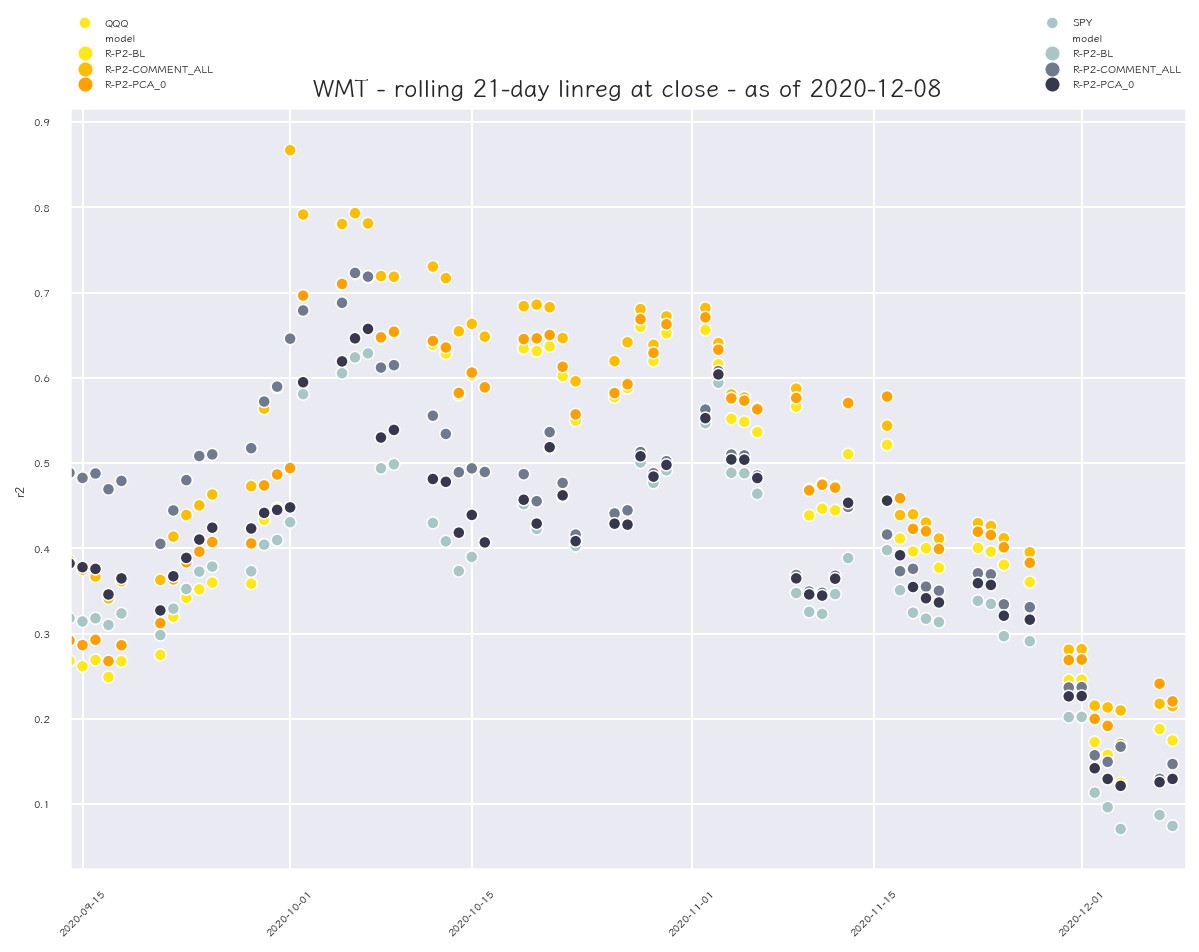 QQQ
model
R-P2-BL
R-P2-COMMENT_ALL
R-P2-PCA_0
SPY
model
R-P2-BL
R-P2-COMMENT_ALL
R-P2-PCA_0
WMT - rolling 21-day linreg at close - as of 2020-12-08
0.9
0.8
0.7
0.6
0.5
0.4
0.3
0.2
0.1
r2
2020-09-15
2020-10-01
2020-10-15
2020-11-01
2020-11-15
2020-12-01